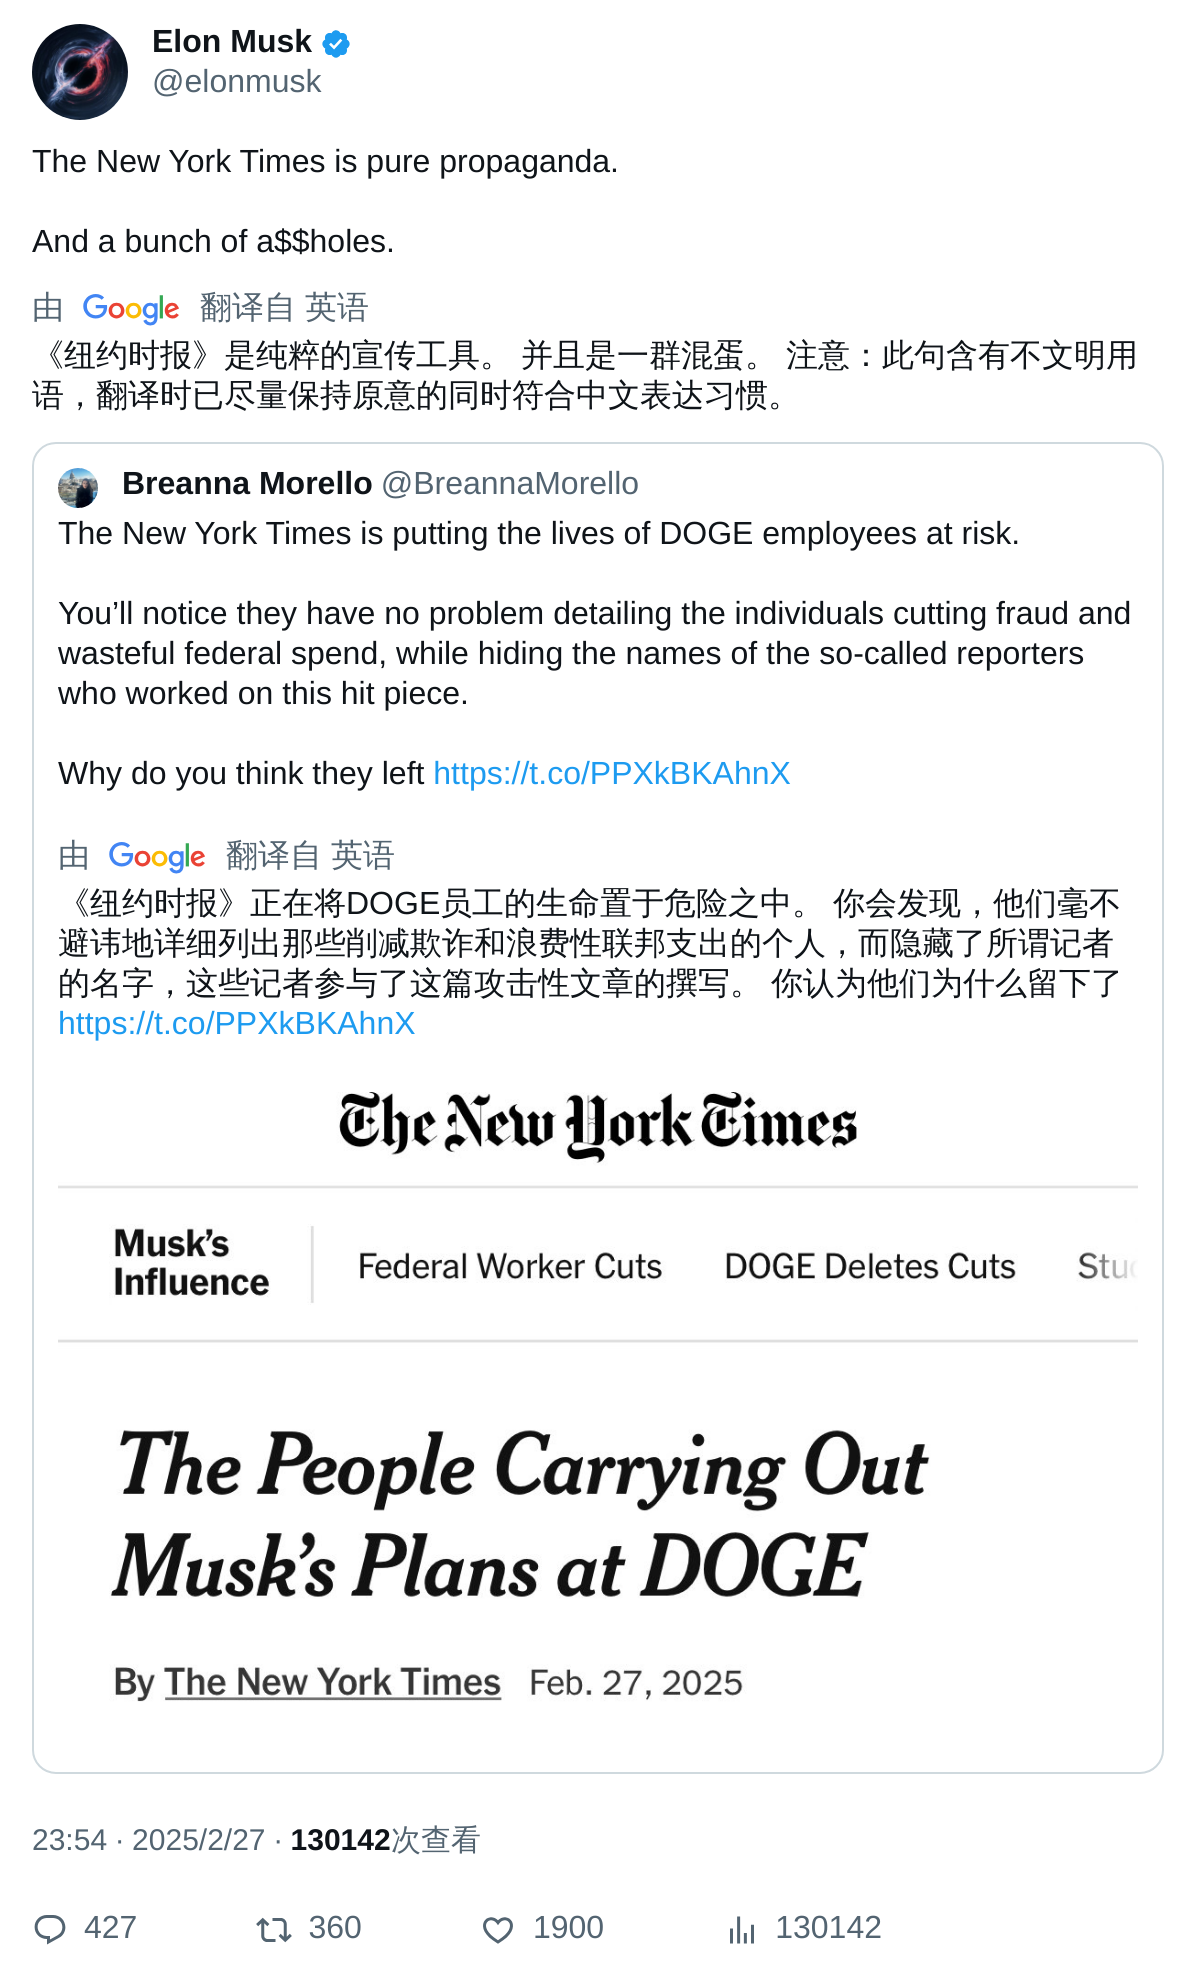 Elon Musk
@elonmusk
The New York Times is pure propaganda.
And a bunch of a$$holes.
由 Google 翻译自 英语
《纽约时报》是纯粹的宣传工具。 并且是一群混蛋。 注意：此句含有不文明用
语，翻译时已尽量保持原意的同时符合中文表达习惯。
Breanna Morello @BreannaMorello
The New York Times is putting the lives of DOGE employees at risk.
You’ll notice they have no problem detailing the individuals cutting fraud and
wasteful federal spend, while hiding the names of the so-called reporters
who worked on this hit piece.
Why do you think they left https://t.co/PPXkBKAhnX
由 Google 翻译自 英语
《纽约时报》正在将DOGE员工的生命置于危险之中。 你会发现，他们毫不
避讳地详细列出那些削减欺诈和浪费性联邦支出的个人，而隐藏了所谓记者
的名字，这些记者参与了这篇攻击性文章的撰写。 你认为他们为什么留下了
https://t.co/PPXkBKAhnX
The New York Times
Musk’s
Influence
Federal Worker Cuts DOGE Deletes Cuts
The People Carrying Out
Musk’s Plans at DOGE
By The New York Times Feb. 27, 2025
23:54 · 2025/2/27 · 130142次查看
427 360 1900 130142